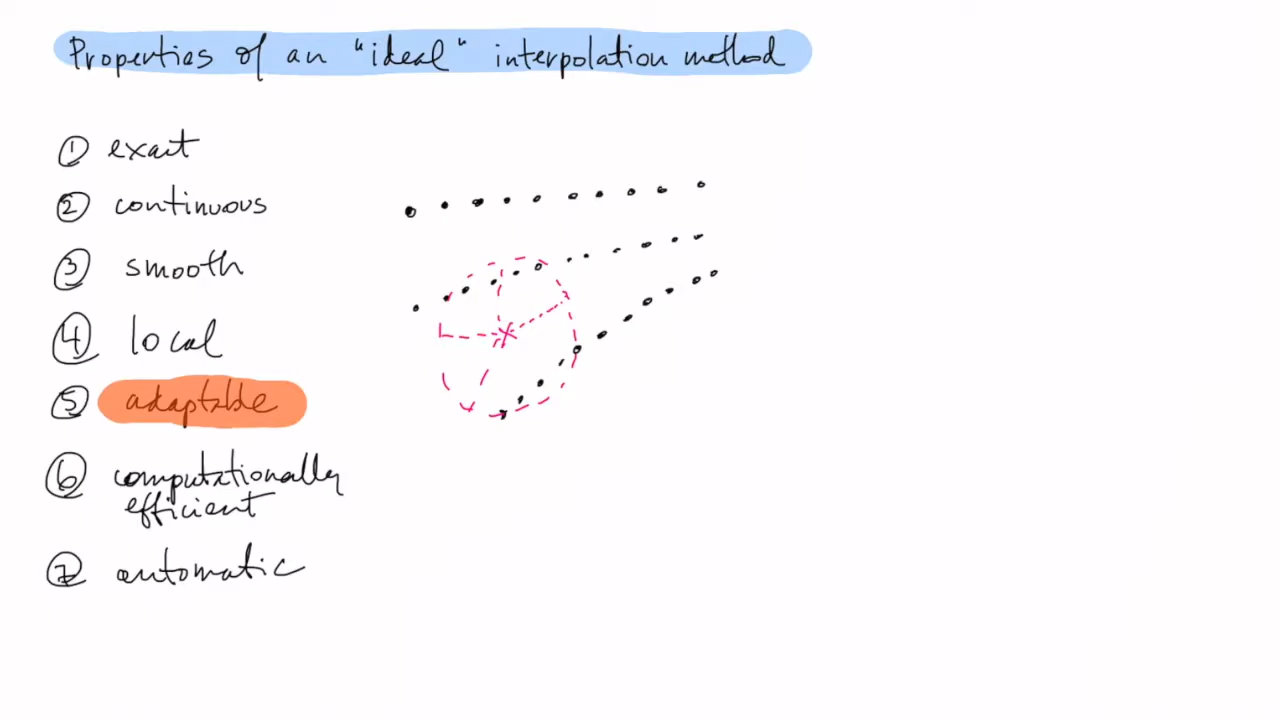 Properties of an "ideal" interpolation method
① exact
② continuous
③ smooth
④ local
⑤ adaptable
⑥ computationally
efficient
⑦ automatic